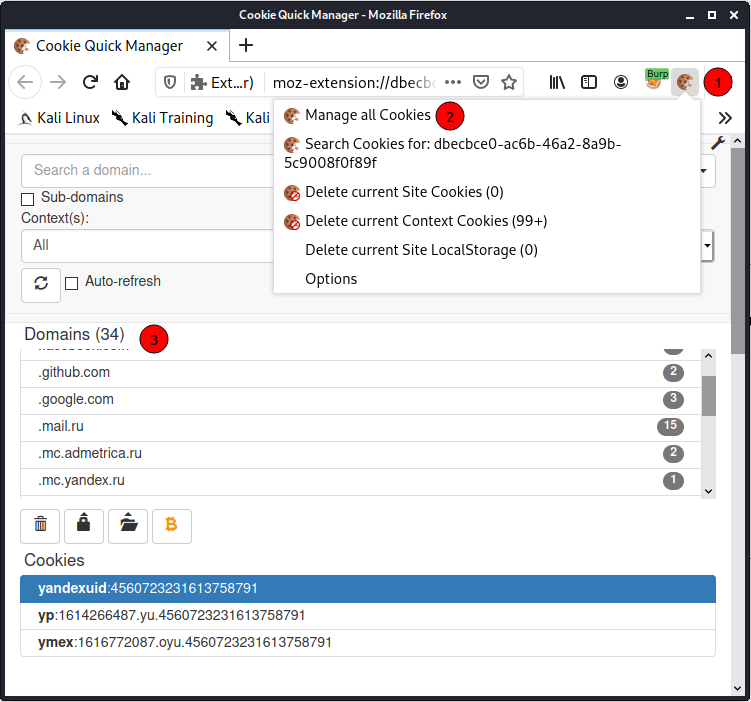 Cookie Quick Manager - Mozilla Firefox
Cookie Quick Manager
Ext...r) moz-extension://dbecbc
Burp
1
Kali Linux Kali Training Kali
Manage all Cookies
2
Search Cookies for: dbecbce0-ac6b-46a2-8a9b-
5c9008f0f89f
Delete current Site Cookies (0)
Delete current Context Cookies (99+)
Delete current Site LocalStorage (0)
Options
Search a domain...
Sub-domains
Context(s):
All
Auto-refresh
Domains (34)
3
.github.com 2
.google.com 3
.mail.ru 15
.mc.admetrica.ru 2
.mc.yandex.ru 1
Cookies
yandexuid:4560723231613758791
yp:1614266487.yu.4560723231613758791
ymex:1616772087.oyu.4560723231613758791